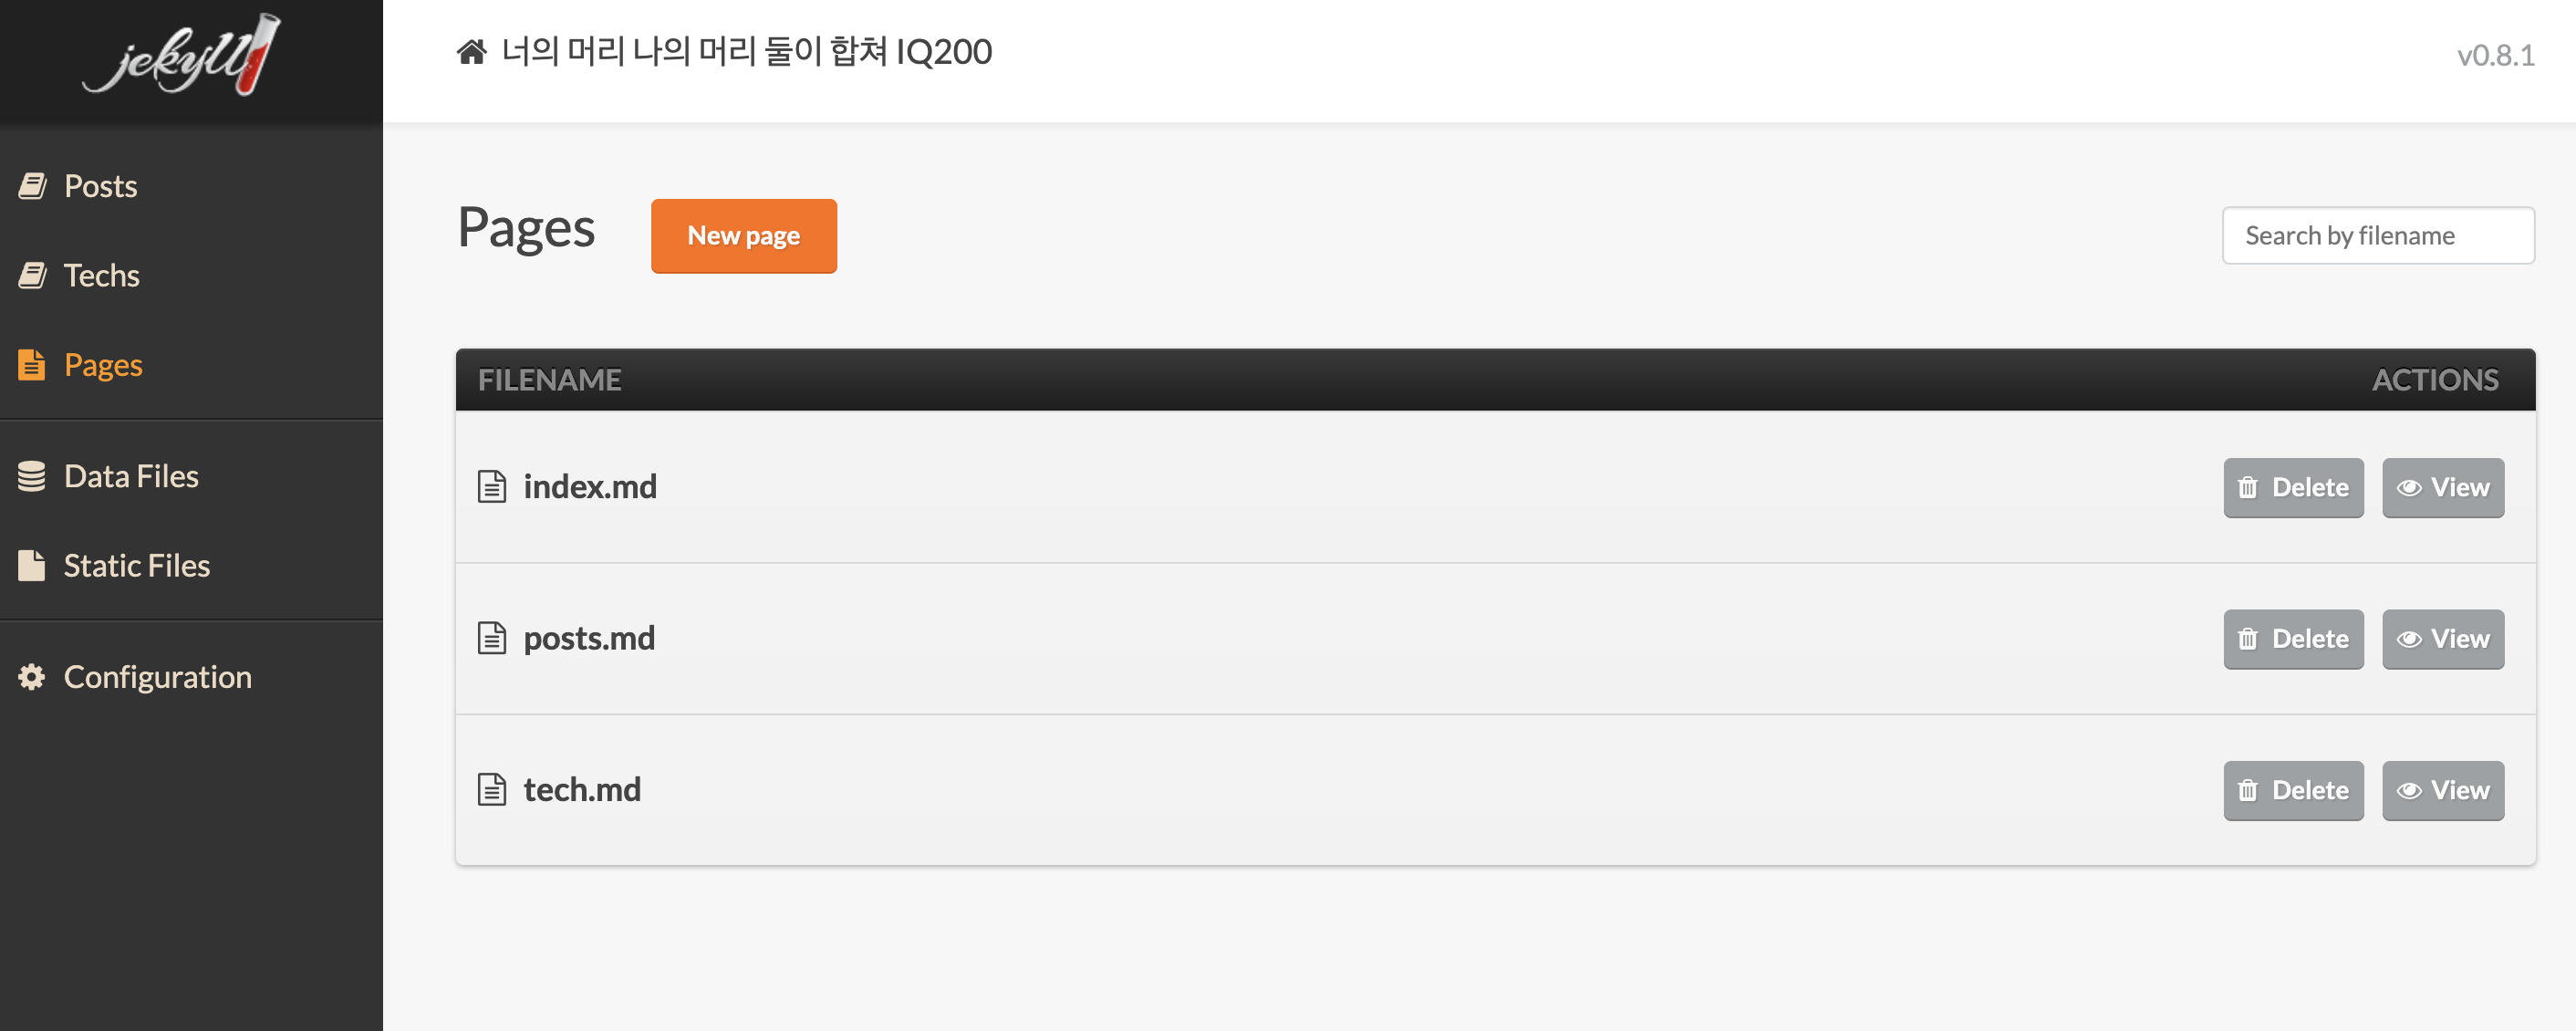 jekyll
너의 머리 나의 머리 둘이 합쳐 IQ200
v0.8.1
Posts
Techs
Pages
Data Files
Static Files
Configuration
Pages
New page
Search by filename
FILENAME ACTIONS
index.md Delete View
posts.md Delete View
tech.md Delete View